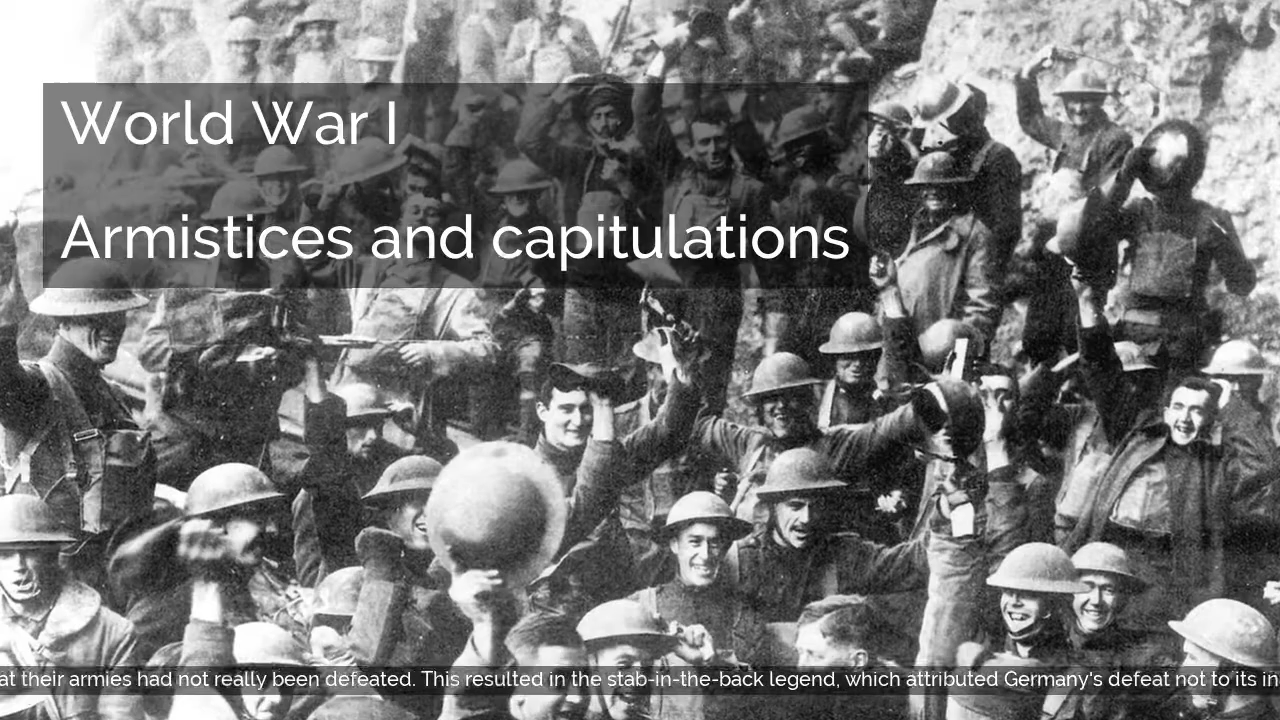 World War I
Armistices and capitulations
at their armies had not really been defeated. This resulted in the stab-in-the-back legend, which attributed Germany's defeat not to its in